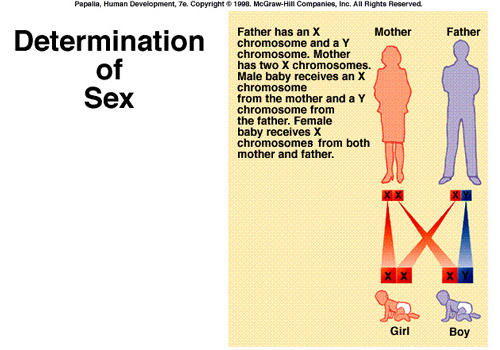 Papalia, Human Development, 7e. Copyright © 1998. McGraw-Hill Companies, Inc. All Rights Reserved.
Determination
of
Sex
Father has an X
chromosome and a Y
chromosome. Mother
has two X chromosomes.
Male baby receives an X
chromosome
from the mother and a Y
chromosome from
the father. Female
baby receives X
chromosomes from both
mother and father.
Mother Father
X X X Y
X X X Y
Girl Boy